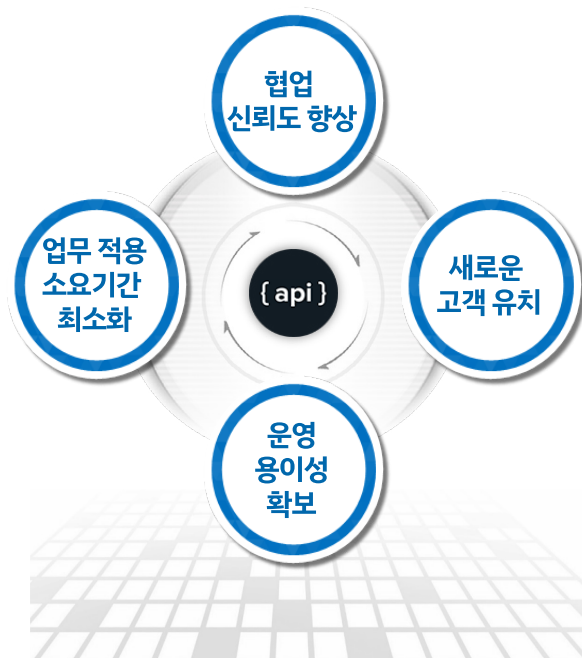 협업
신뢰도 향상
업무 적용
소요기간
최소화
{ api }
새로운
고객 유치
운영
용이성
확보